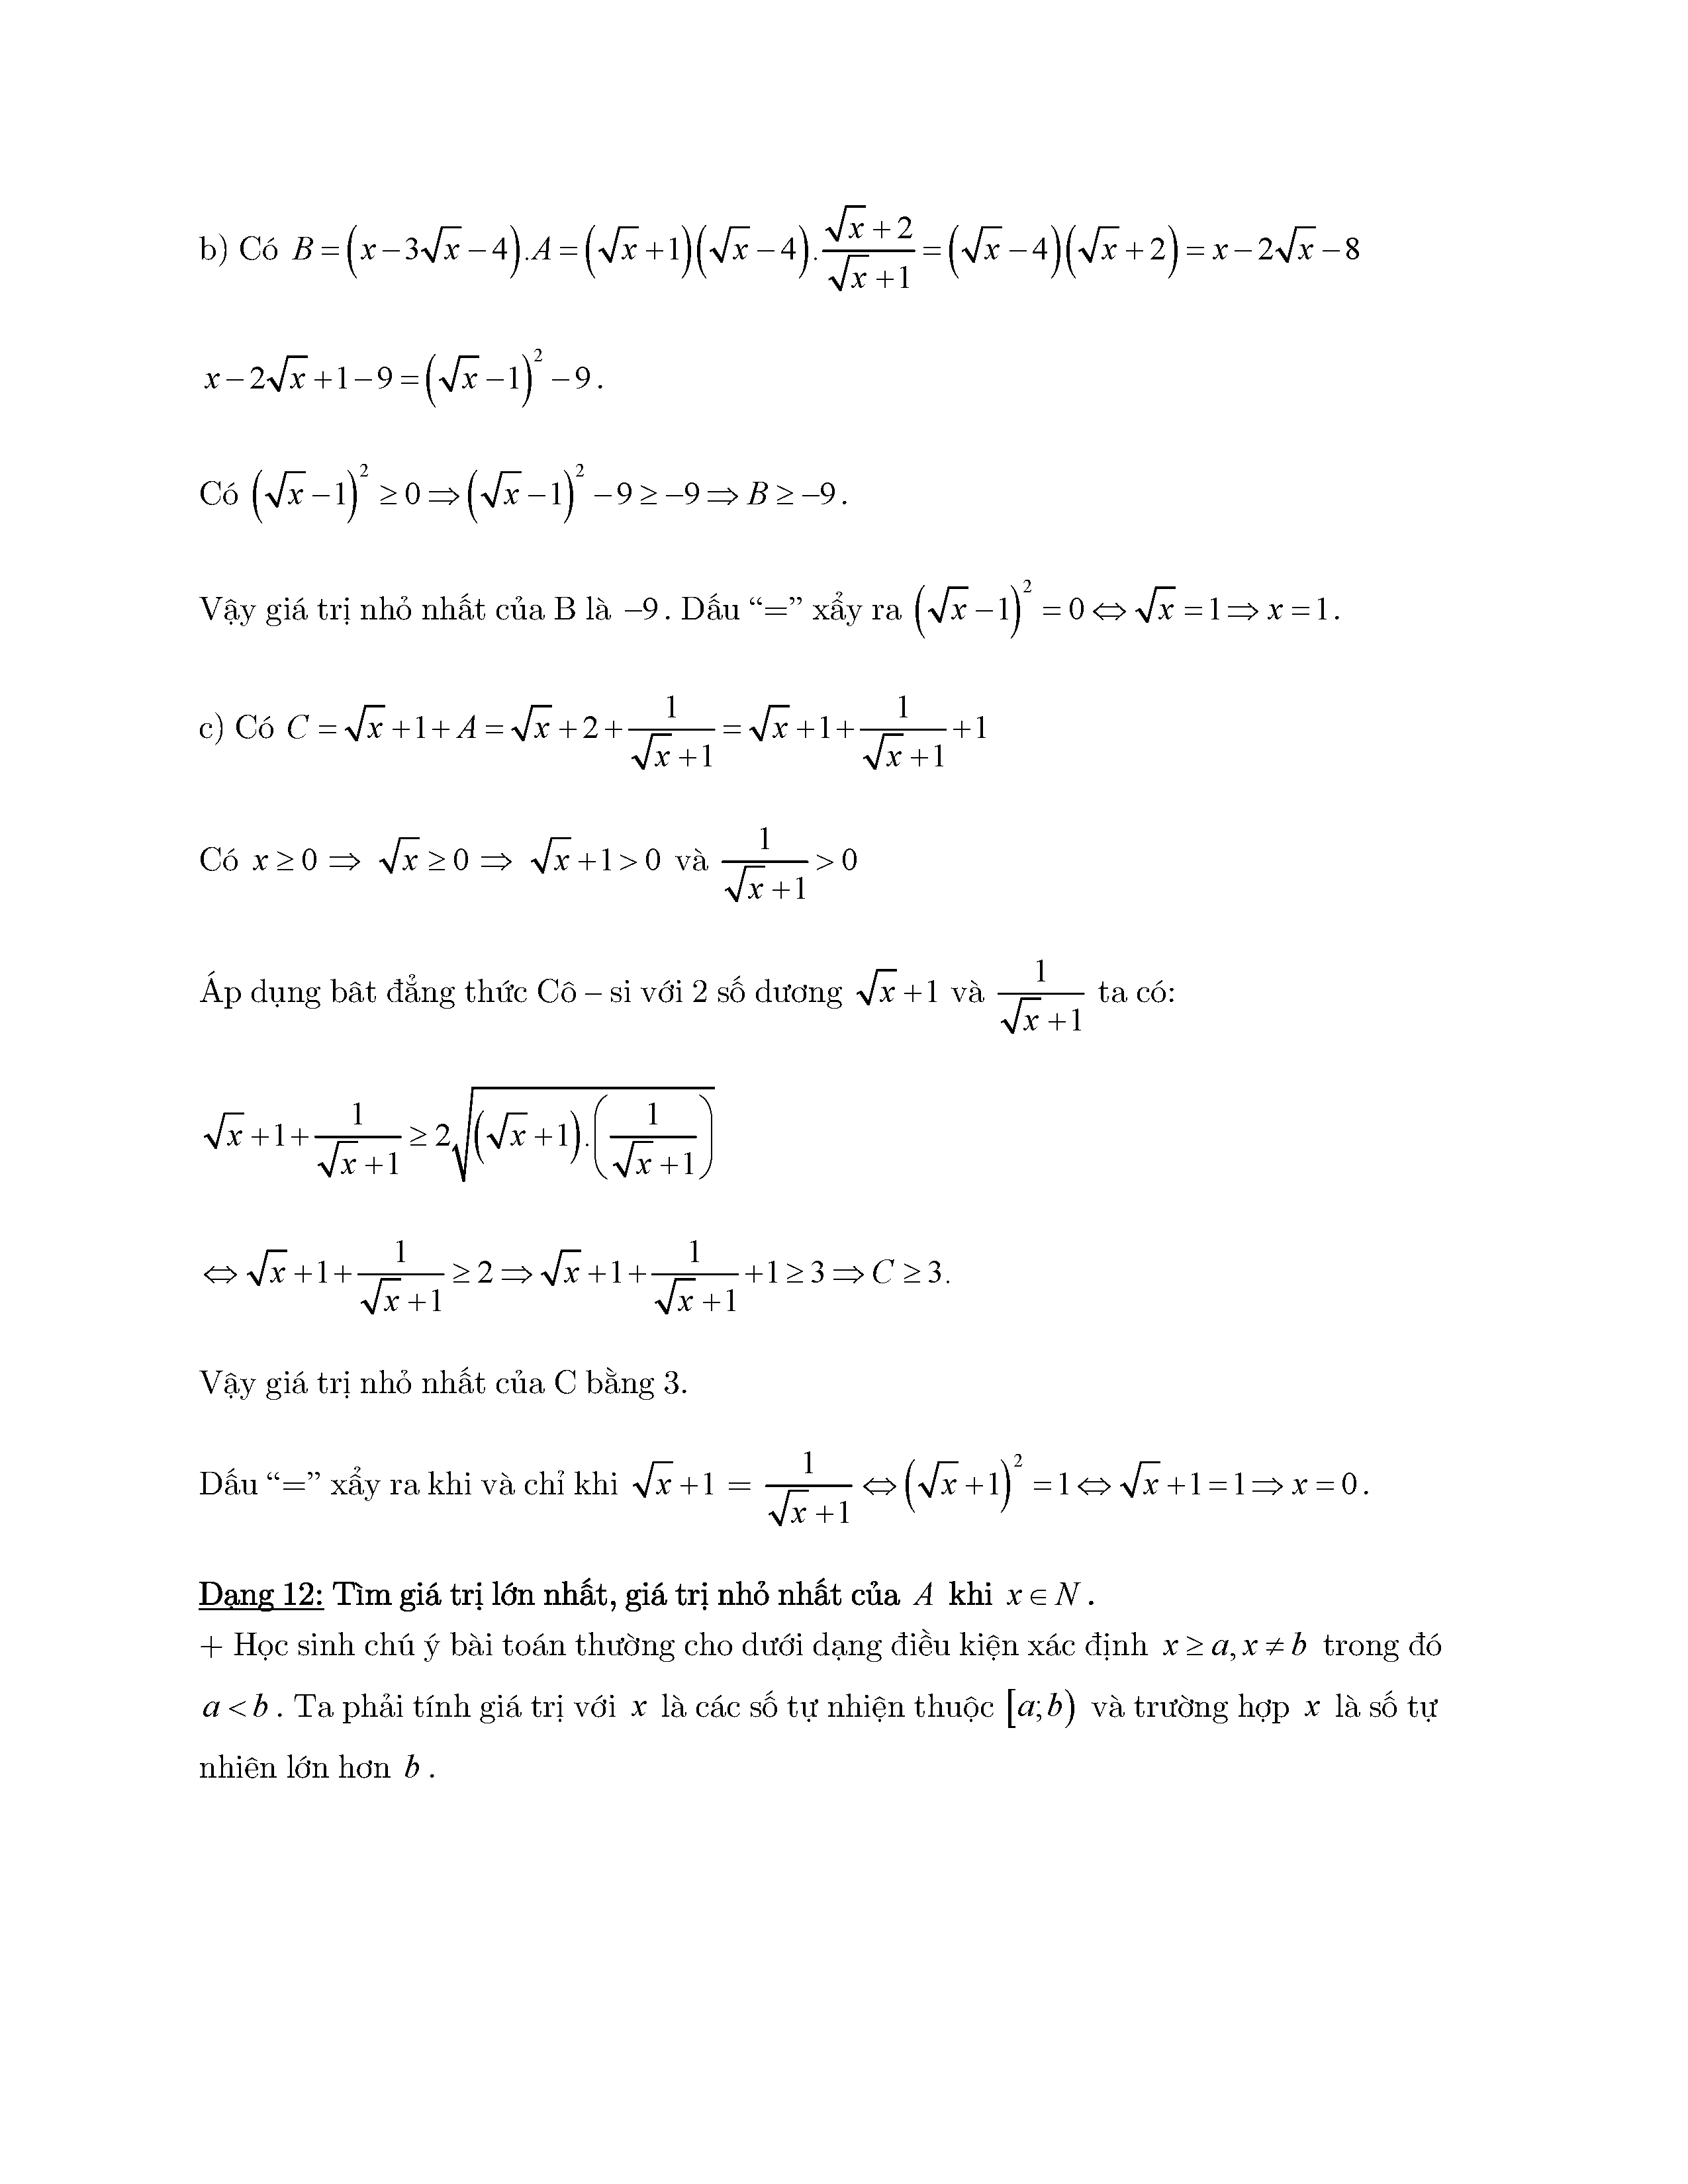 b) Có $B=\left(x-3\sqrt{x}-4\right).A=\left(\sqrt{x}+1\right)\left(\sqrt{x}-4\right).\frac{\sqrt{x}+2}{\sqrt{x}+1}=\left(\sqrt{x}-4\right)\left(\sqrt{x}+2\right)=x-2\sqrt{x}-8$
$x-2\sqrt{x}+1-9=\left(\sqrt{x}-1\right)^2-9.$
Có $\left(\sqrt{x}-1\right)^2\geq 0\Rightarrow\left(\sqrt{x}-1\right)^2-9\geq -9\Rightarrow B\geq -9.$
Vậy giá trị nhỏ nhất của B là $-9$. Dấu “=” xẩy ra $\left(\sqrt{x}-1\right)^2=0\Leftrightarrow\sqrt{x}=1\Rightarrow x=1.$
c) Có $C=\sqrt{x}+1+A=\sqrt{x}+2+\frac{1}{\sqrt{x}+1}=\sqrt{x}+1+\frac{1}{\sqrt{x}+1}+1$
Có $x\geq 0\Rightarrow\sqrt{x}\geq 0\Rightarrow\sqrt{x}+1>0$ và $\frac{1}{\sqrt{x}+1}>0$
Áp dụng bât đẳng thức Cô – si với 2 số dương $\sqrt{x}+1$ và $\frac{1}{\sqrt{x}+1}$ ta có:
$\sqrt{x}+1+\frac{1}{\sqrt{x}+1}\geq 2\sqrt{\left(\sqrt{x}+1\right).\left(\frac{1}{\sqrt{x}+1}\right)}$
$\Leftrightarrow\sqrt{x}+1+\frac{1}{\sqrt{x}+1}\geq 2\Rightarrow\sqrt{x}+1+\frac{1}{\sqrt{x}+1}+1\geq 3\Rightarrow C\geq 3.$
Vậy giá trị nhỏ nhất của C bằng 3.
Dấu “=” xẩy ra khi và chỉ khi $\sqrt{x}+1=\frac{1}{\sqrt{x}+1}\Leftrightarrow\left(\sqrt{x}+1\right)^2=1\Leftrightarrow\sqrt{x}+1=1\Rightarrow x=0.$
Dạng 12: Tìm giá trị lớn nhất, giá trị nhỏ nhất của $A$ khi $x\in N$.
+ Học sinh chú ý bài toán thường cho dưới dạng điều kiện xác định $x\geq a, x\neq b$ trong đó
$a<b$. Ta phải tính giá trị với $x$ là các số tự nhiện thuộc $[a;b)$ và trường hợp $x$ là số tự
nhiên lớn hơn $b$.